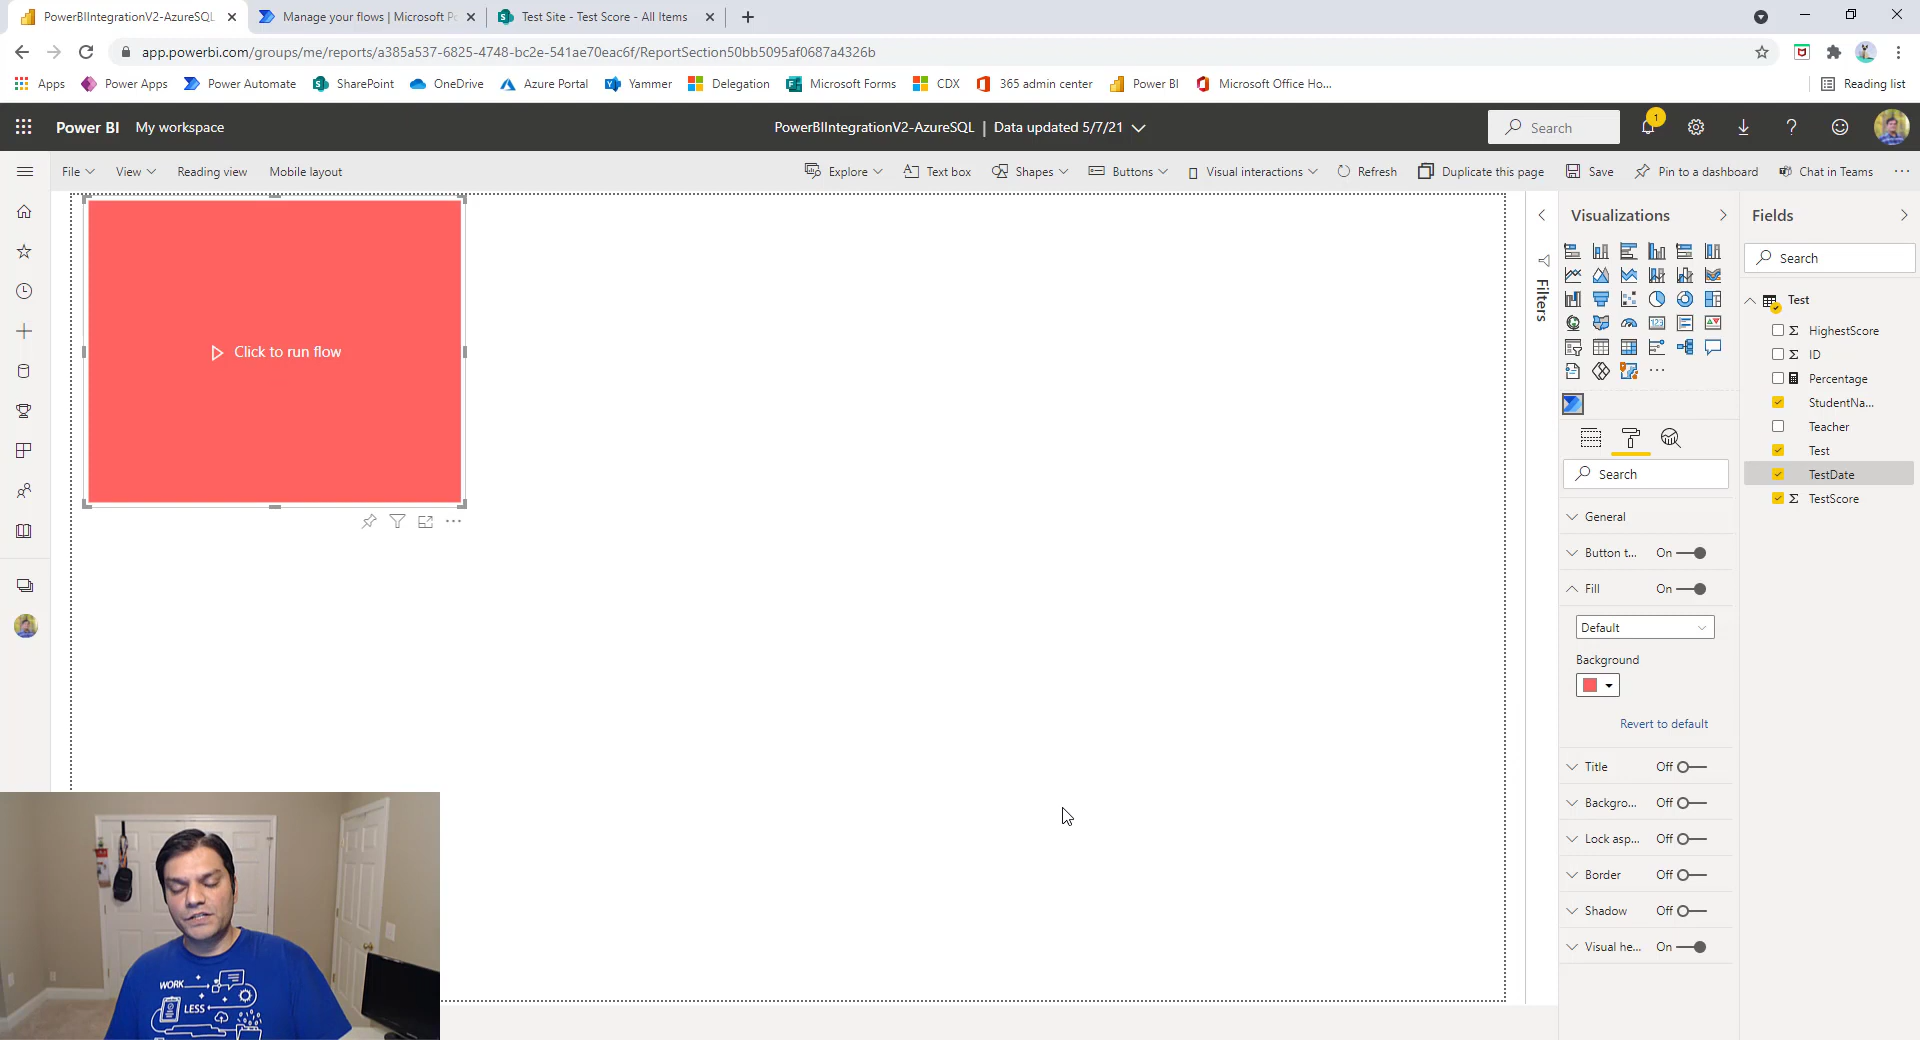 PowerBIIntegrationV2-AzureSQL
Manage your flows | Microsoft Po
Test Site - Test Score - All Items
app.powerbi.com/groups/me/reports/a385a537-6825-4748-bc2e-541ae70eac6f/ReportSection50bb5095af0687a4326b
Apps Power Apps Power Automate SharePoint OneDrive Azure Portal Yammer Delegation Microsoft Forms CDX 365 admin center Power BI Microsoft Office Ho... Reading list
Power BI My workspace PowerBIIntegrationV2-AzureSQL | Data updated 5/7/21 Search 1
File View Reading view Mobile layout Explore Text box Shapes Buttons Visual interactions Refresh Duplicate this page Save Pin to a dashboard Chat in Teams ...
Click to run flow
Filters
Visualizations
Search
General
Button t... On
Fill On
Default
Background
Revert to default
Title Off
Backgro... Off
Lock asp... Off
Border Off
Shadow Off
Visual he... On
Fields
Search
Test
HighestScore
ID
Percentage
StudentNa...
Teacher
Test
TestDate
TestScore
WORK
LESS